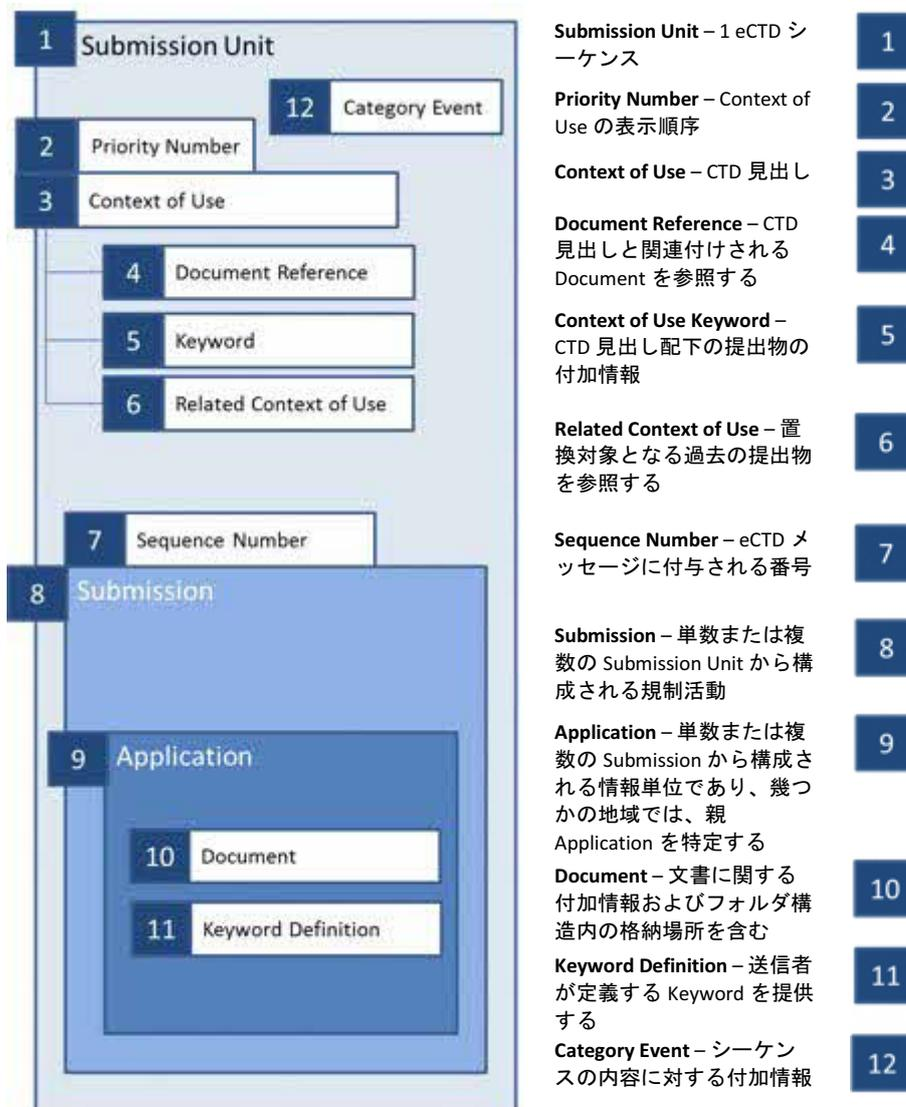 1
Submission Unit
12
Category Event
2
Priority Number
3
Context of Use
4
Document Reference
5
Keyword
6
Related Context of Use
7
Sequence Number
8
Submission
9
Application
10
Document
11
Keyword Definition
Submission Unit – 1 eCTD シ
ーケンス
1
Priority Number – Context of
Use の表示順序
2
Context of Use – CTD 見出し
3
Document Reference – CTD
見出しと関連付けされる
Document を参照する
4
Context of Use Keyword –
CTD 見出し配下の提出物の
付加情報
5
Related Context of Use – 置
換対象となる過去の提出物
を参照する
6
Sequence Number – eCTD メ
ッセージに付与される番号
7
Submission – 単数または複
数の Submission Unit から構
成される規制活動
8
Application – 単数または複
数の Submission から構成さ
れる情報単位であり、幾つ
かの地域では、親
Application を特定する
9
Document – 文書に関する
付加情報およびフォルダ構
造内の格納場所を含む
10
Keyword Definition – 送信者
が定義する Keyword を提供
する
11
Category Event – シーケン
スの内容に対する付加情報
12